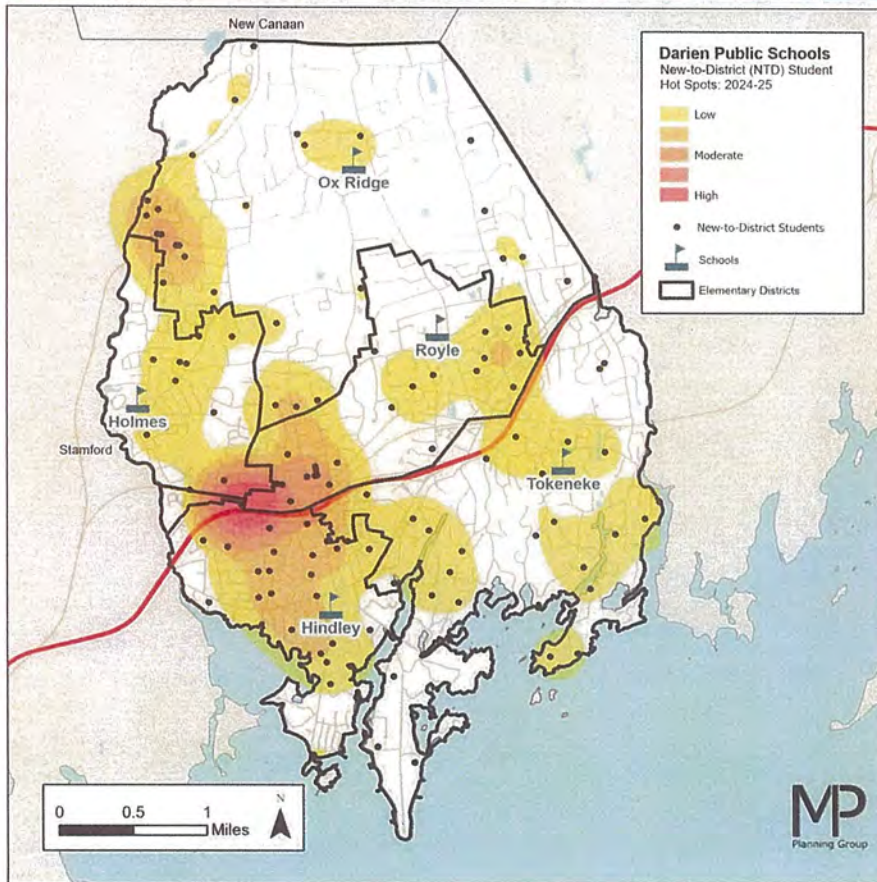 New Canaan
Darien Public Schools
New-to-District (NTD) Student
Hot Spots: 2024-25
Low
Moderate
High
New-to-District Students
Schools
Elementary Districts
Ox Ridge
Royle
Holmes
Stamford
Tokeneke
Hindley
0 0.5 1
Miles
N
MP
Planning Group